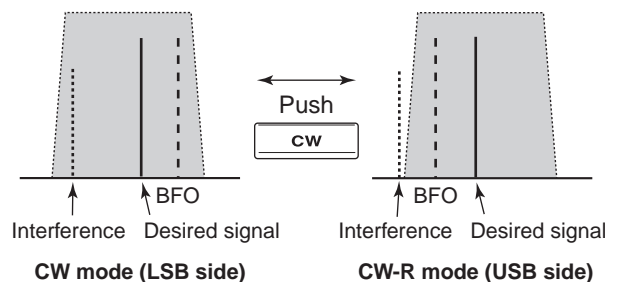 Push
CW
BFO
BFO
Interference
Desired signal
Interference
Desired signal
CW mode (LSB side)
CW-R mode (USB side)